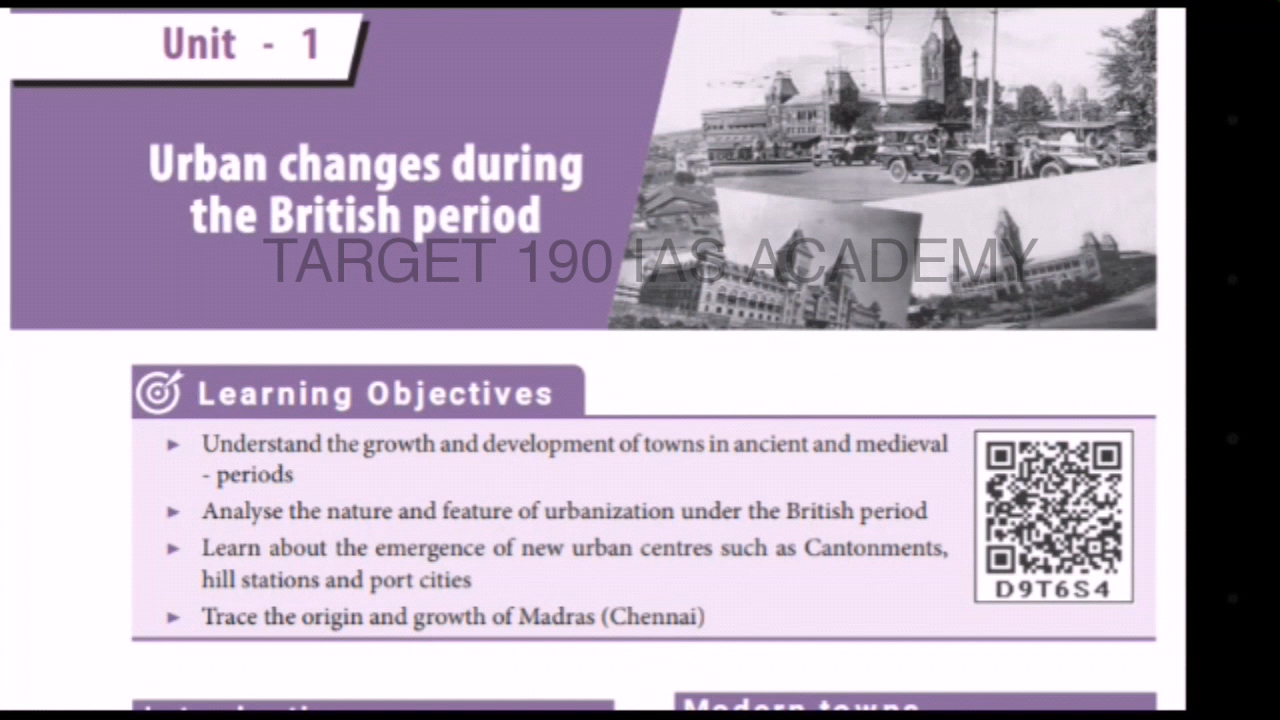 Unit - 1
Urban changes during
the British period
TARGET 190 IAS ACADEMY
Learning Objectives
► Understand the growth and development of towns in ancient and medieval
- periods
► Analyse the nature and feature of urbanization under the British period
► Learn about the emergence of new urban centres such as Cantonments,
hill stations and port cities
► Trace the origin and growth of Madras (Chennai)
D9T6S4
Modern towns